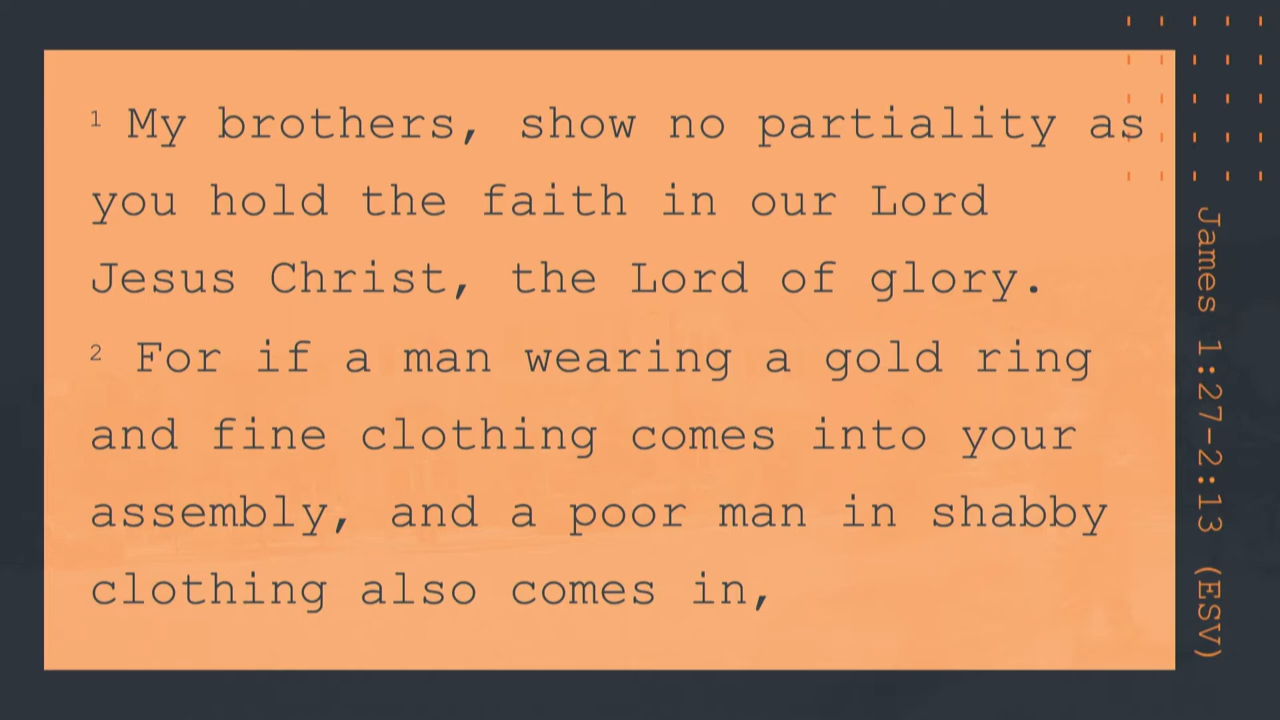 1 My brothers, show no partiality as
you hold the faith in our Lord
Jesus Christ, the Lord of glory.
2 For if a man wearing a gold ring
and fine clothing comes into your
assembly, and a poor man in shabby
clothing also comes in,
James 1:27-2:13 (ESV)